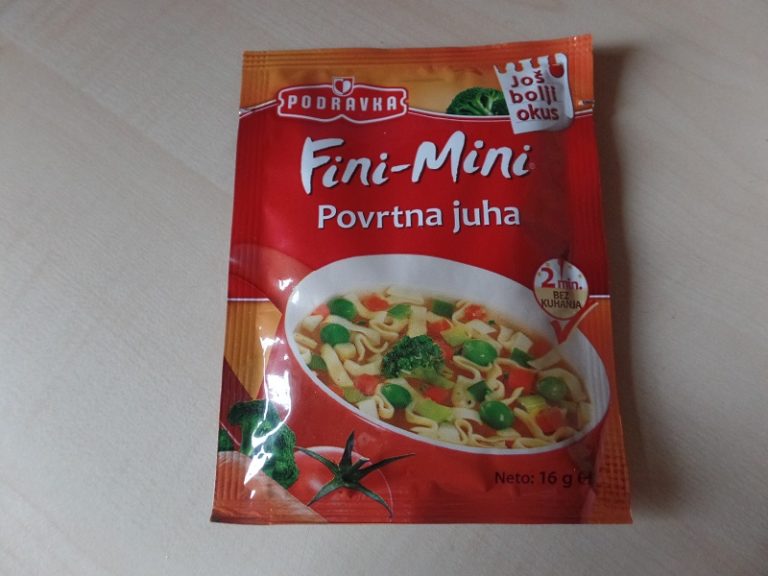 PODRAVKA
Još
bolji
okus
Fini-Mini
Povrtna juha
2 min.
BEZ
KUHANJA
Neto: 16 g ℮